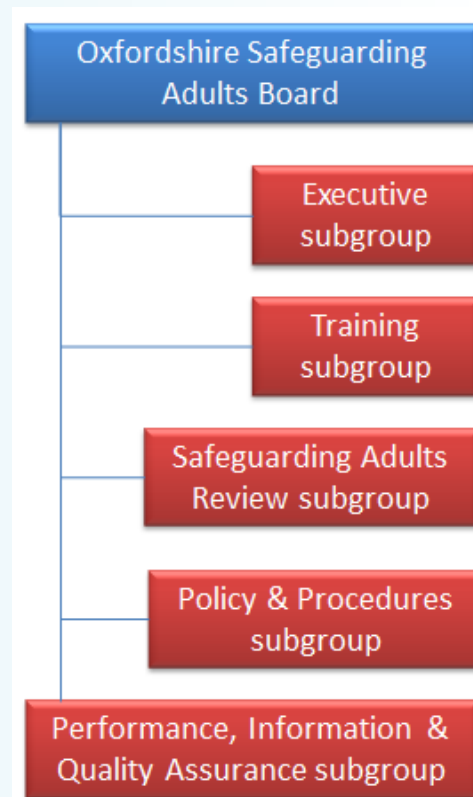 Oxfordshire Safeguarding
Adults Board
Executive
subgroup
Training
subgroup
Safeguarding Adults
Review subgroup
Policy & Procedures
subgroup
Performance, Information &
Quality Assurance subgroup